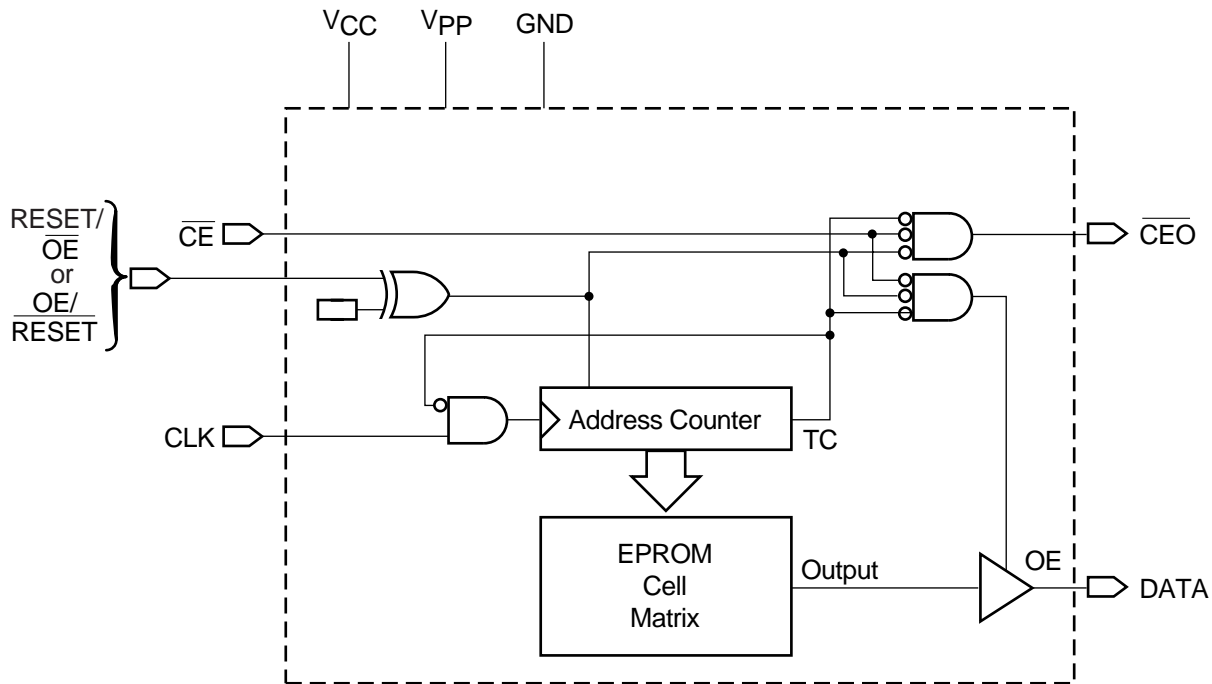 VCC
VPP
GND
RESET/
OE
or
OE/
RESET
CE
CEO
CLK
Address Counter
TC
EPROM
Cell
Matrix
Output
OE
DATA